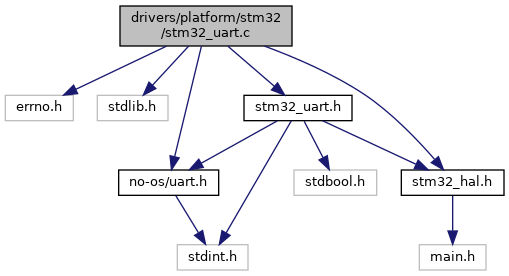 drivers/platform/stm32
/stm32_uart.c
errno.h
stdlib.h
stm32_uart.h
no-os/uart.h
stdbool.h
stm32_hal.h
stdint.h
main.h